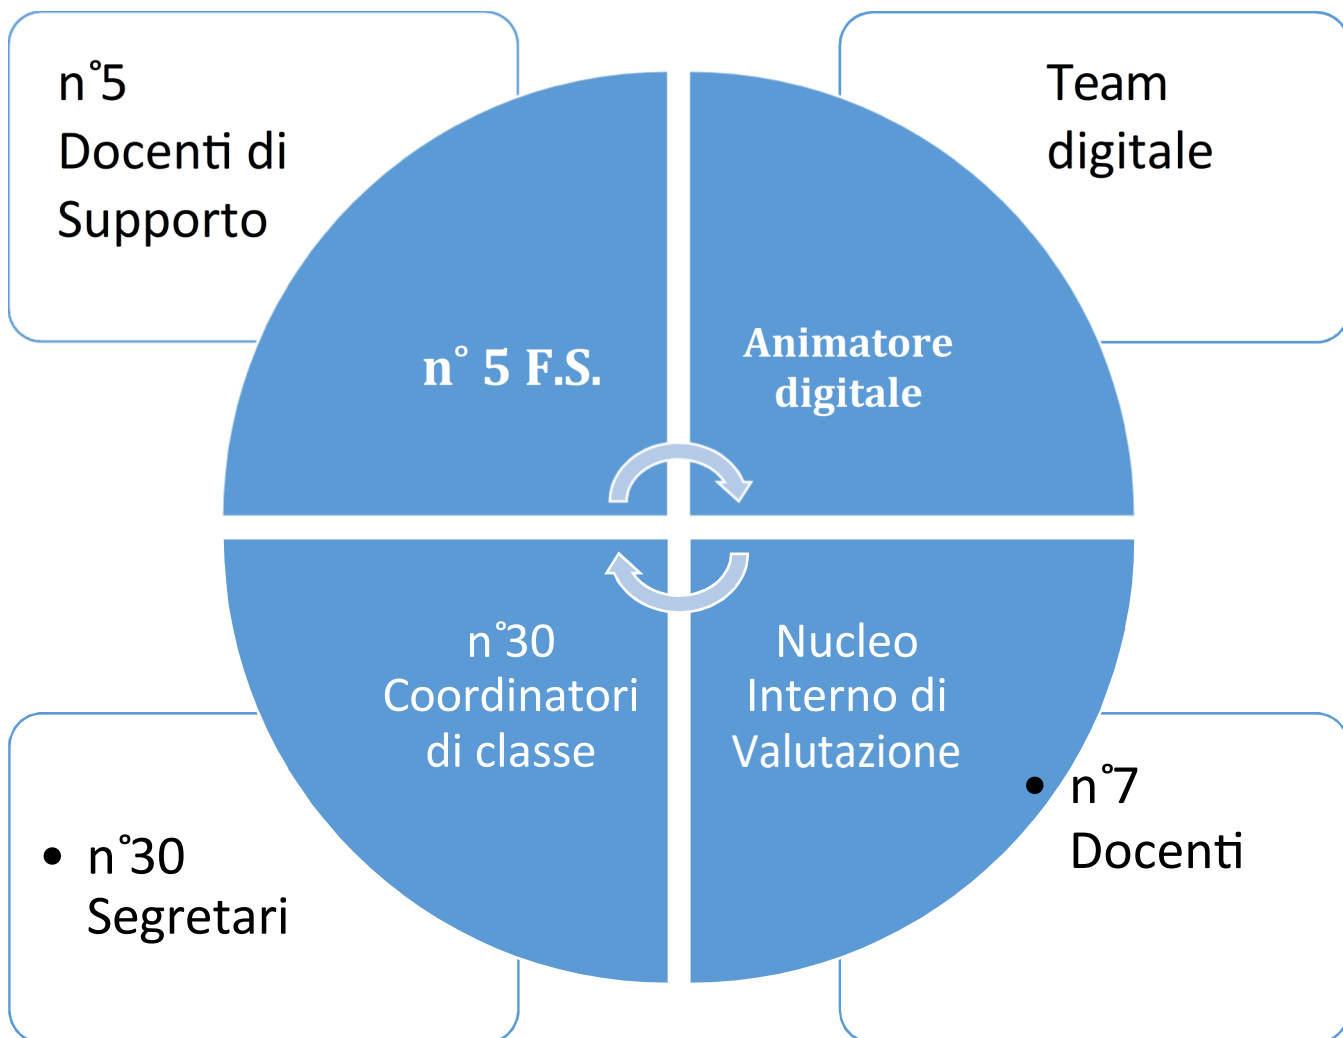 n°5
Docenti di
Supporto
Team
digitale
n° 5 F.S.
Animatore
digitale
n°30
Coordinatori
di classe
Nucleo
Interno di
Valutazione
• n°30
Segretari
• n°7
Docenti